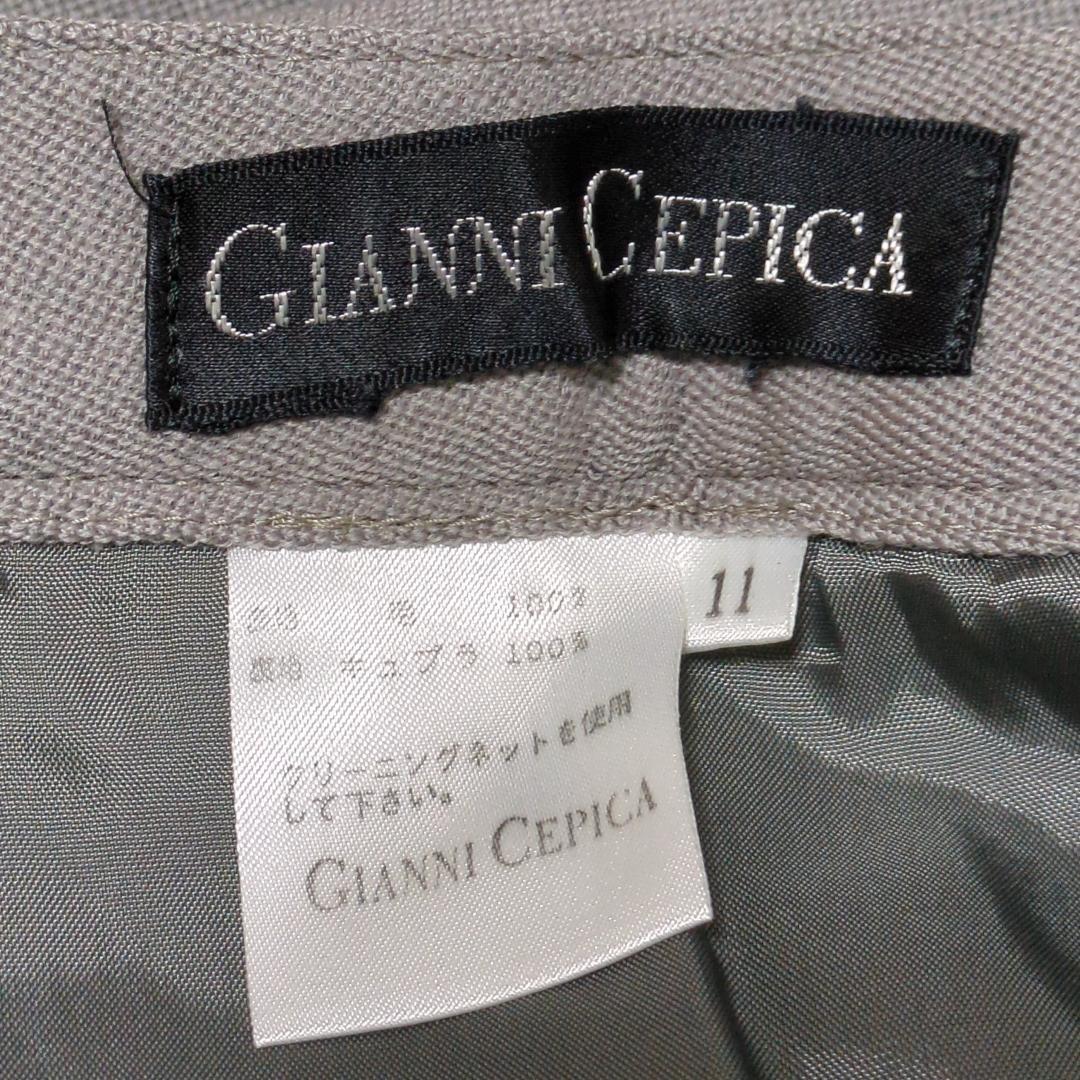 GIANNI CEPICA
11
表地 毛 100%
裏地 キュプラ 100%
クリーニングネットを使用
して下さい。
GIANNI CEPICA